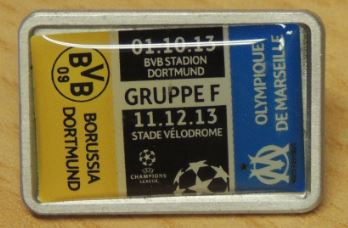 BVB
09
BORUSSIA
DORTMUND
01.10.13
BVB STADION
DORTMUND
GRUPPE F
11.12.13
STADE VÉLODROME
CHAMPIONS
LEAGUE
OLYMPIQUE
DE MARSEILLE